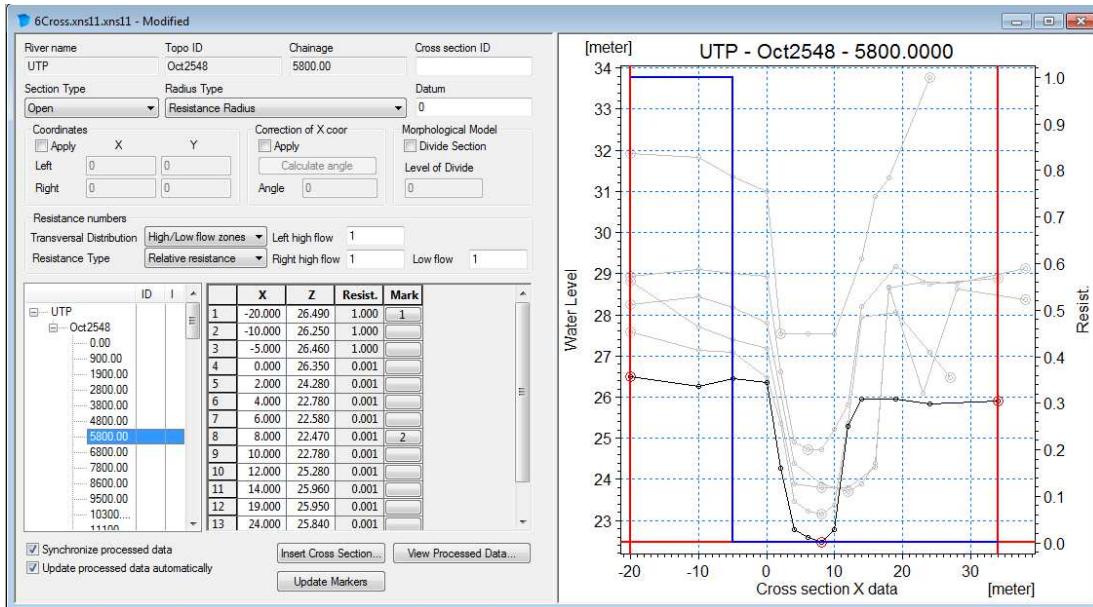 6Cross.xns11.xns11 - Modified
River name Topo ID Chainage Cross section ID
UTP Oct2548 5800.00
Section Type Radius Type Datum
Open Resistance Radius 0
Coordinates Correction of X coor Morphological Model
Apply X Y Apply Divide Section
Left 0 0 Calculate angle Level of Divide
Right 0 0 Angle 0 0
Resistance numbers
Transversal Distribution High/Low flow zones Left high flow 1
Resistance Type Relative resistance Right high flow 1 Low flow 1
ID I
UTP
Oct2548
0.00
900.00
1900.00
2800.00
3800.00
4800.00
5800.00
6800.00
7800.00
8600.00
9500.00
10300....
11100
X Z Resist. Mark
1 -20.000 26.490 1.000 1
2 -10.000 26.250 1.000
3 -5.000 26.460 1.000
4 0.000 26.350 0.001
5 2.000 24.280 0.001
6 4.000 22.780 0.001
7 6.000 22.580 0.001
8 8.000 22.470 0.001 2
9 10.000 22.780 0.001
10 12.000 25.280 0.001
11 14.000 25.960 0.001
12 19.000 25.950 0.001
13 24.000 25.840 0.001
Synchronize processed data
Update processed data automatically
Insert Cross Section... View Processed Data...
Update Markers
[meter] UTP - Oct2548 - 5800.0000
34
33
32
31
30
29
28
27
26
25
24
23
Water Level
1.0
0.9
0.8
0.7
0.6
0.5
0.4
0.3
0.2
0.1
0.0
Resist.
-20 -10 0 10 20 30
Cross section X data [meter]